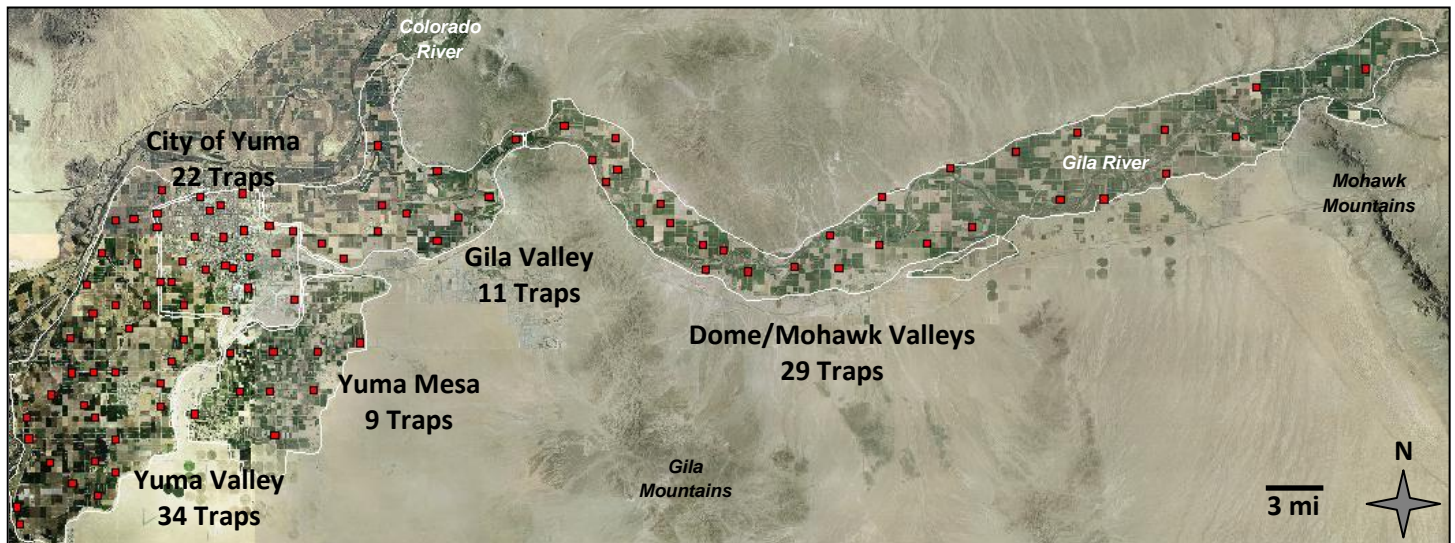 Colorado
River
City of Yuma
22 Traps
Gila River
Mohawk
Mountains
Gila Valley
11 Traps
Dome/Mohawk Valleys
29 Traps
Yuma Mesa
9 Traps
Yuma Valley
34 Traps
Gila
Mountains
N
3 mi